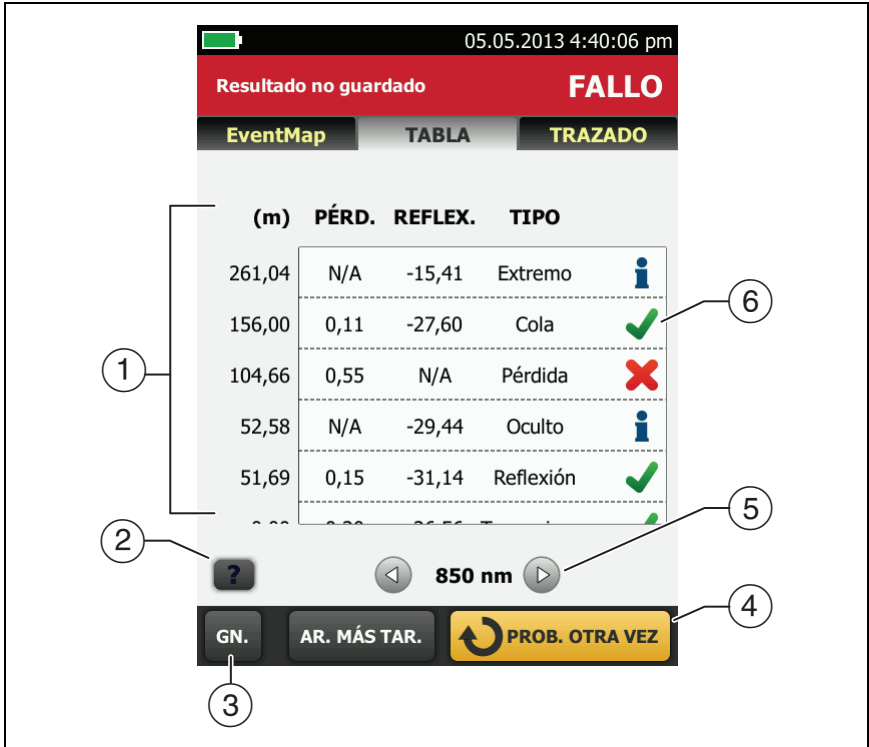 05.05.2013 4:40:06 pm
Resultado no guardado FALLO
EventMap TABLA TRAZADO
(m) PÉRD. REFLEX. TIPO
261,04 N/A -15,41 Extremo
156,00 0,11 -27,60 Cola
104,66 0,55 N/A Pérdida
52,58 N/A -29,44 Oculto
51,69 0,15 -31,14 Reflexión
850 nm
?
GN. AR. MÁS TAR. PROB. OTRA VEZ
1
2
3
4
5
6